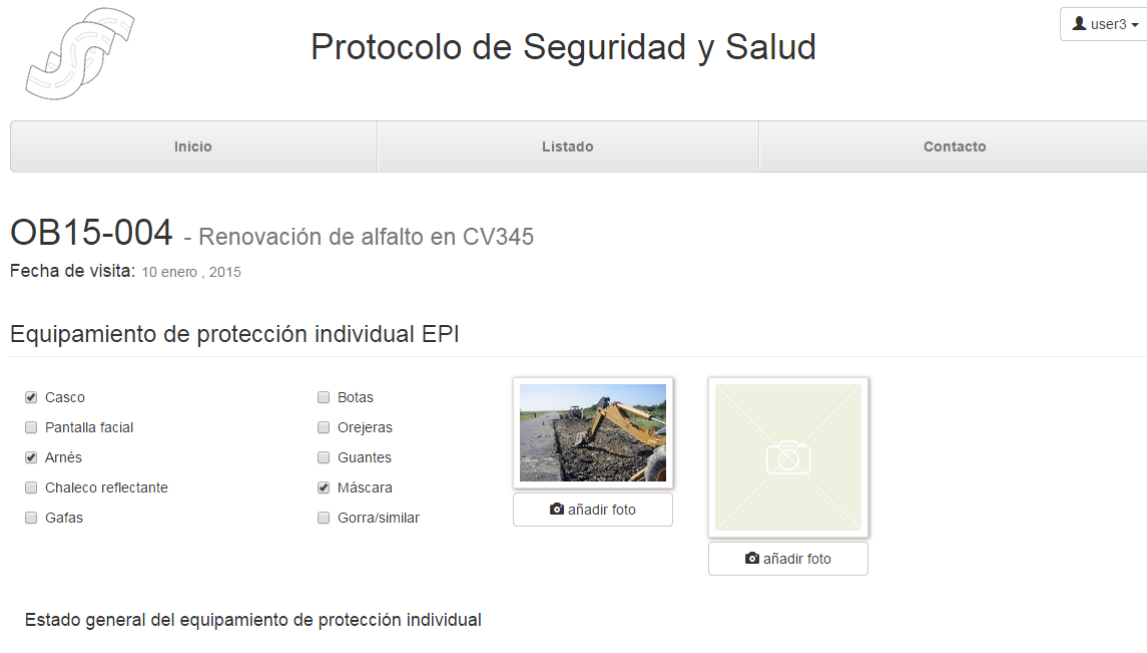 Protocolo de Seguridad y Salud
user3
Inicio
Listado
Contacto
OB15-004 - Renovación de alfalto en CV345
Fecha de visita: 10 enero , 2015
Equipamiento de protección individual EPI
Casco
Pantalla facial
Arnés
Chaleco reflectante
Gafas
Botas
Orejeras
Guantes
Máscara
Gorra/similar
añadir foto
añadir foto
Estado general del equipamiento de protección individual